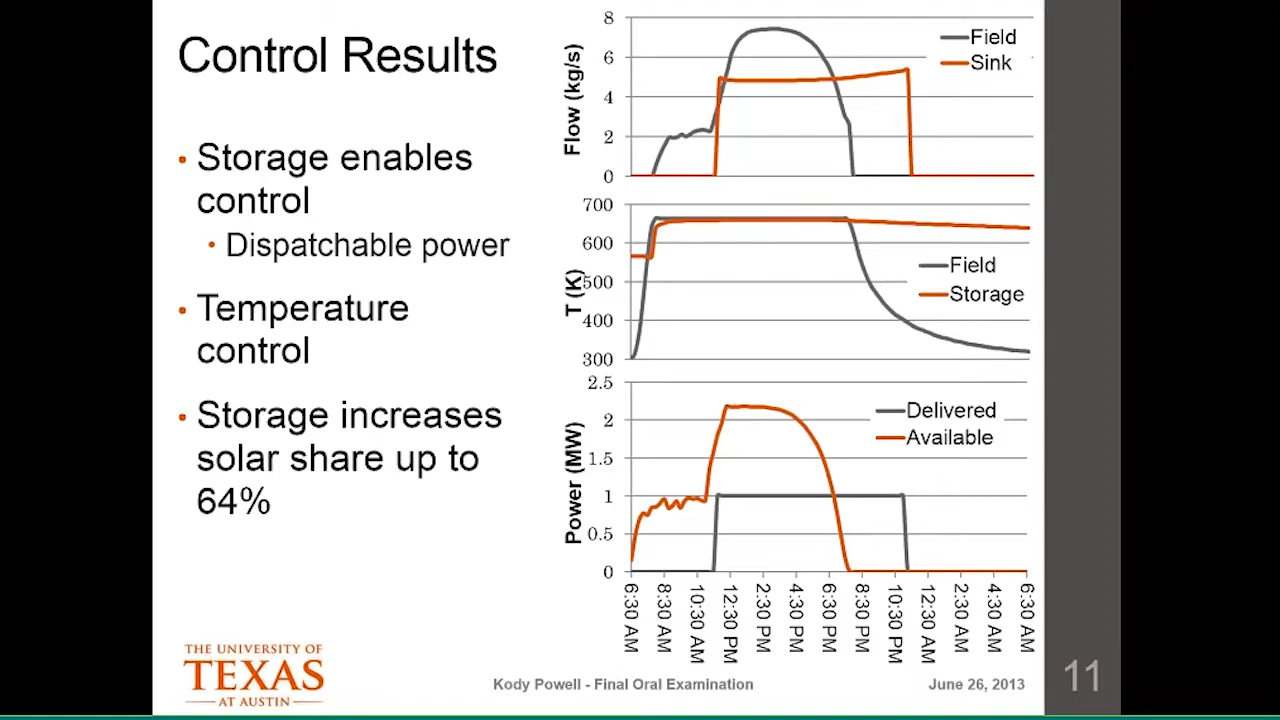 Control Results
• Storage enables
control
• Dispatchable power
• Temperature
control
• Storage increases
solar share up to
64%
Flow (kg/s)
8
6
4
2
0
Field
Sink
T (K)
700
600
500
400
300
Field
Storage
Power (MW)
2.5
2
1.5
1
0.5
0
Delivered
Available
6:30 AM
8:30 AM
10:30 AM
12:30 PM
2:30 PM
4:30 PM
6:30 PM
8:30 PM
10:30 PM
12:30 AM
2:30 AM
4:30 AM
6:30 AM
THE UNIVERSITY OF
TEXAS
AT AUSTIN
Kody Powell - Final Oral Examination
June 26, 2013
11